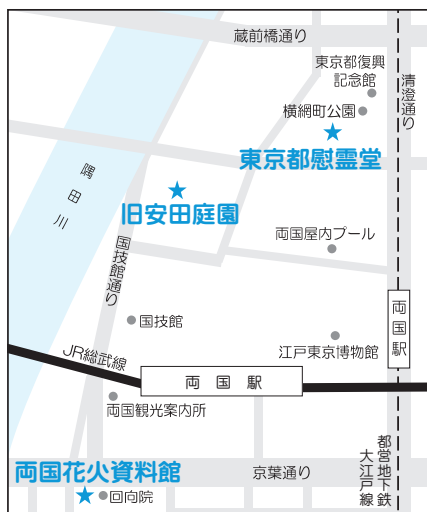 蔵前橋通り
東京都復興
記念館
清澄通り
横網町公園
東京都慰霊堂
隅田川
旧安田庭園
両国屋内プール
国技館通り
国技館
両国駅
江戸東京博物館
JR総武線
両国駅
両国観光案内所
都営地下鉄
大江戸線
両国花火資料館
京葉通り
回向院